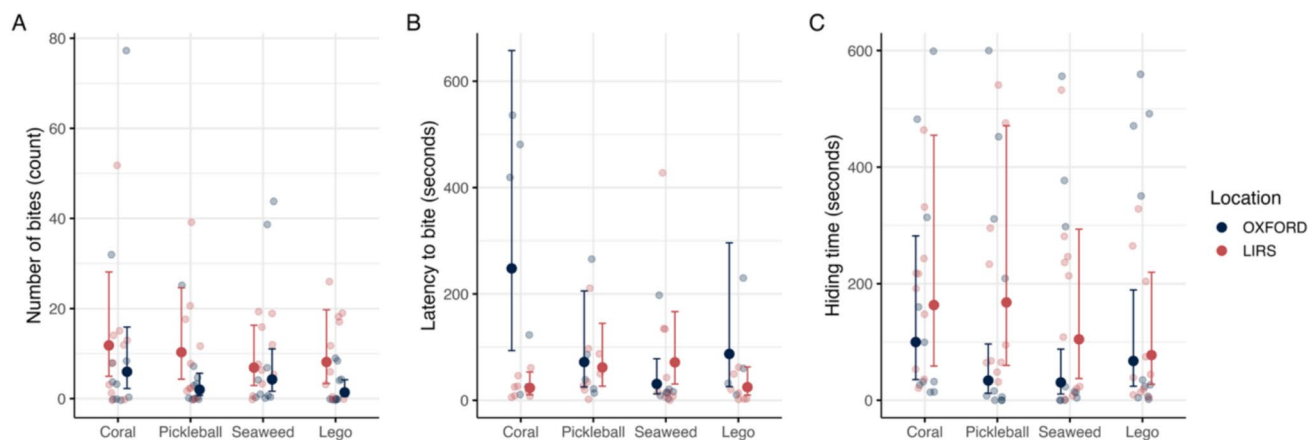 A
Number of bites (count)
80
60
40
20
0
Coral Pickleball Seaweed Lego
B
Latency to bite (seconds)
600
400
200
0
Coral Pickleball Seaweed Lego
C
Hiding time (seconds)
600
400
200
0
Coral Pickleball Seaweed Lego
Location
OXFORD
LIRS